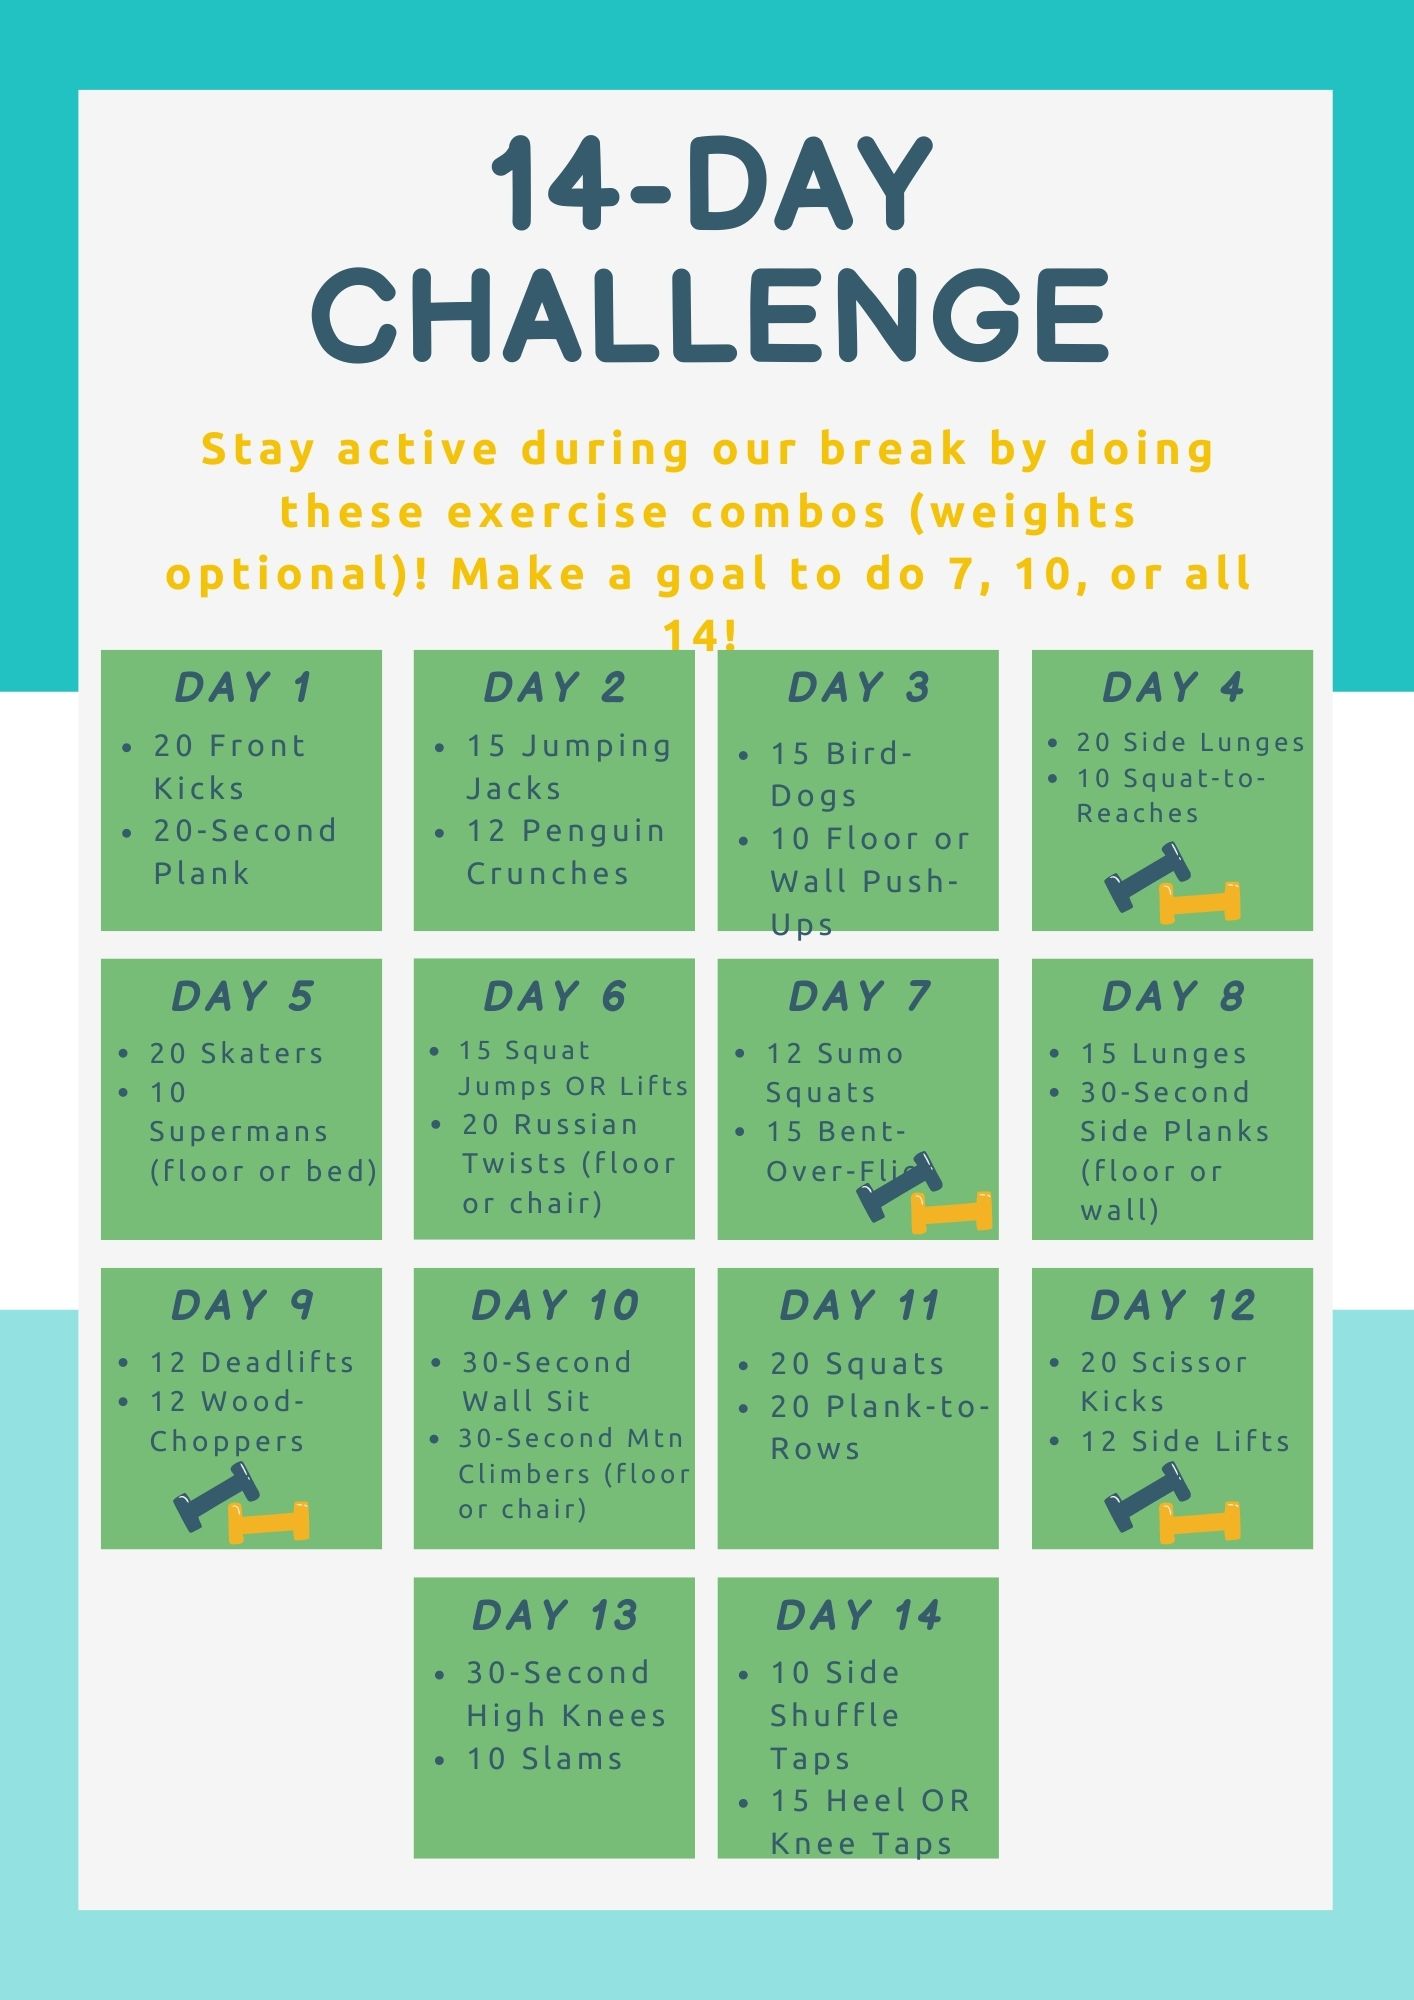 14-DAY
CHALLENGE
Stay active during our break by doing
these exercise combos (weights
optional)! Make a goal to do 7, 10, or all
14!
DAY 1
• 20 Front
Kicks
• 20-Second
Plank
DAY 2
• 15 Jumping
Jacks
• 12 Penguin
Crunches
DAY 3
• 15 Bird-
Dogs
• 10 Floor or
Wall Push-
Ups
DAY 4
• 20 Side Lunges
• 10 Squat-to-
Reaches
DAY 5
• 20 Skaters
• 10
Supermans
(floor or bed)
DAY 6
• 15 Squat
Jumps OR Lifts
• 20 Russian
Twists (floor
or chair)
DAY 7
• 12 Sumo
Squats
• 15 Bent-
DAY 8
• 15 Lunges
• 30-Second
Side Planks
(floor or
wall)
DAY 9
• 12 Deadlifts
• 12 Wood-
Choppers
DAY 10
• 30-Second
Wall Sit
• 30-Second Mtn
Climbers (floor
or chair)
DAY 11
• 20 Squats
• 20 Plank-to-
Rows
DAY 12
• 20 Scissor
Kicks
• 12 Side Lifts
DAY 13
• 30-Second
High Knees
• 10 Slams
DAY 14
• 10 Side
Shuffle
Taps
• 15 Heel OR
Knee Taps